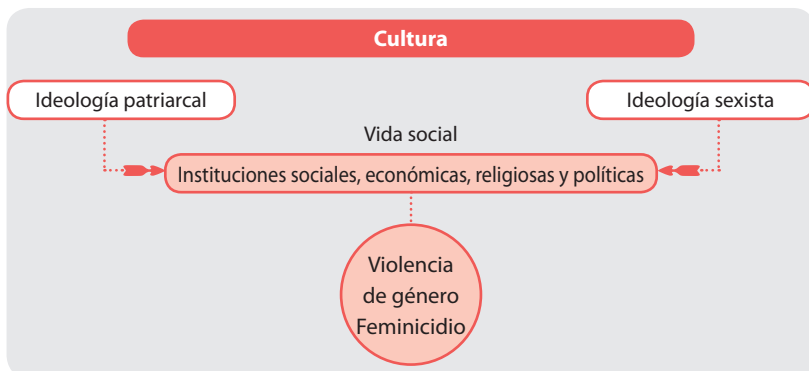 Cultura
Ideología patriarcal
Ideología sexista
Vida social
Instituciones sociales, económicas, religiosas y políticas
Violencia
de género
Feminicidio